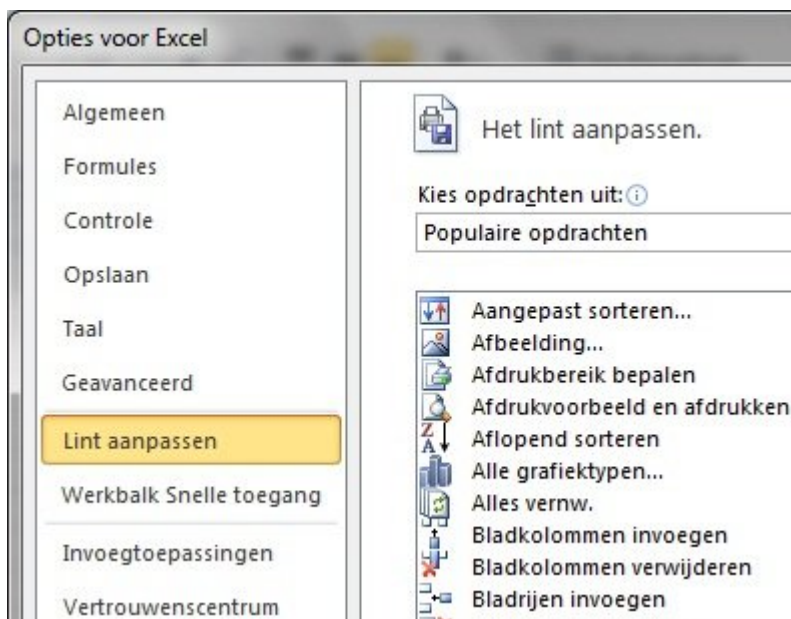 Opties voor Excel
Algemeen
Formules
Controle
Opslaan
Taal
Geavanceerd
Lint aanpassen
Werkbalk Snelle toegang
Invoegtoepassingen
Vertrouwenscentrum
Het lint aanpassen.
Kies opdrachten uit:
Populaire opdrachten
Aangepast sorteren...
Afbeelding...
Afdrukbereik bepalen
Afdrukvoorbeeld en afdrukken
Aflopend sorteren
Alle grafiektypen...
Alles vernw.
Bladkolommen invoegen
Bladkolommen verwijderen
Bladrijen invoegen